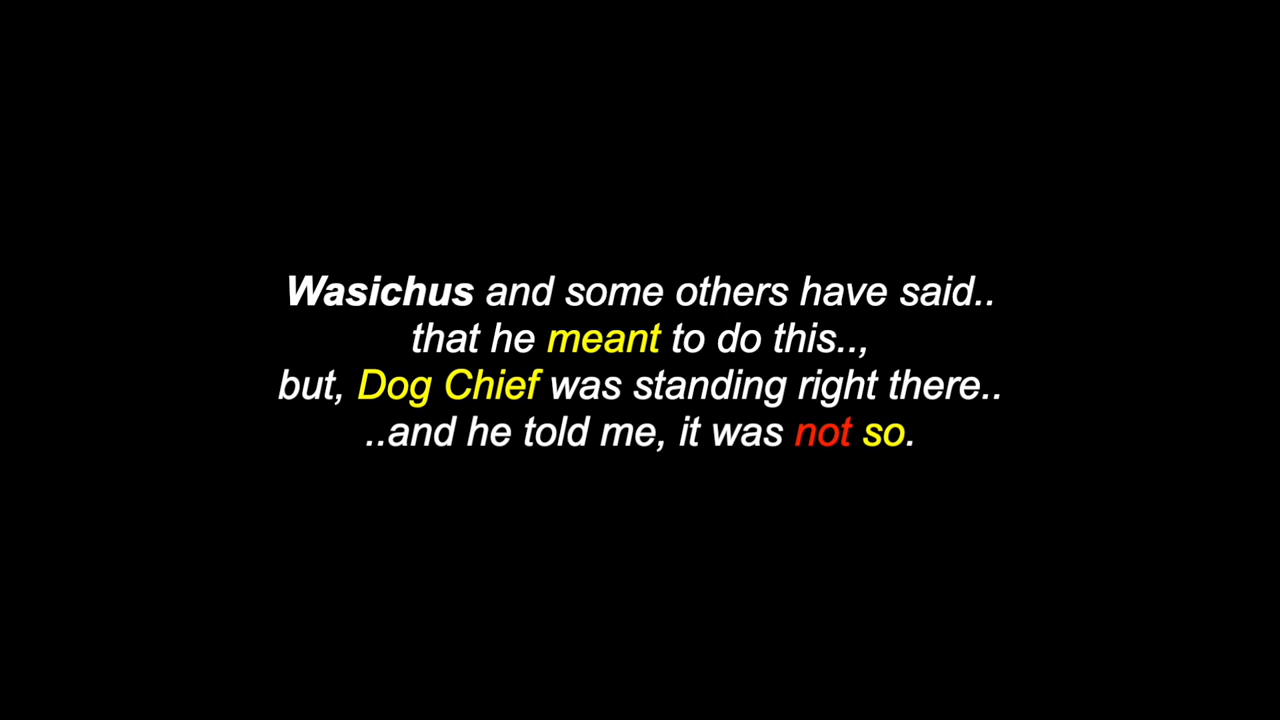 Wasichus and some others have said..
that he meant to do this..,
but, Dog Chief was standing right there..
..and he told me, it was not so.